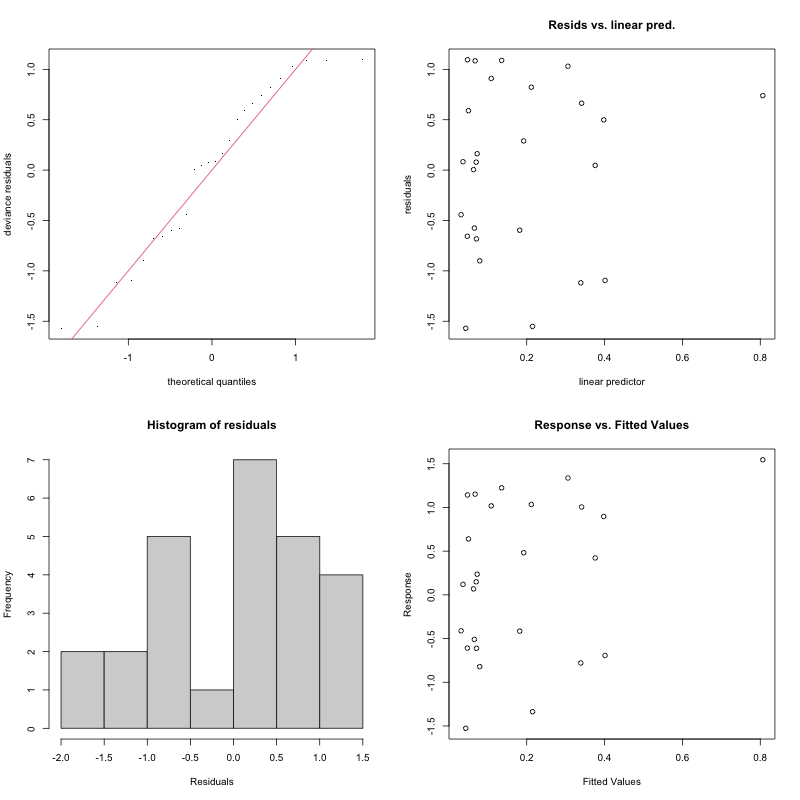 deviance residuals
1.0
0.5
0.0
-0.5
-1.0
-1.5
-1 0 1
theoretical quantiles
Resids vs. linear pred.
residuals
1.0
0.5
0.0
-0.5
-1.0
-1.5
0.2 0.4 0.6 0.8
linear predictor
Histogram of residuals
Frequency
7
6
5
4
3
2
1
0
-2.0 -1.5 -1.0 -0.5 0.0 0.5 1.0 1.5
Residuals
Response vs. Fitted Values
Response
1.5
1.0
0.5
0.0
-0.5
-1.0
-1.5
0.2 0.4 0.6 0.8
Fitted Values